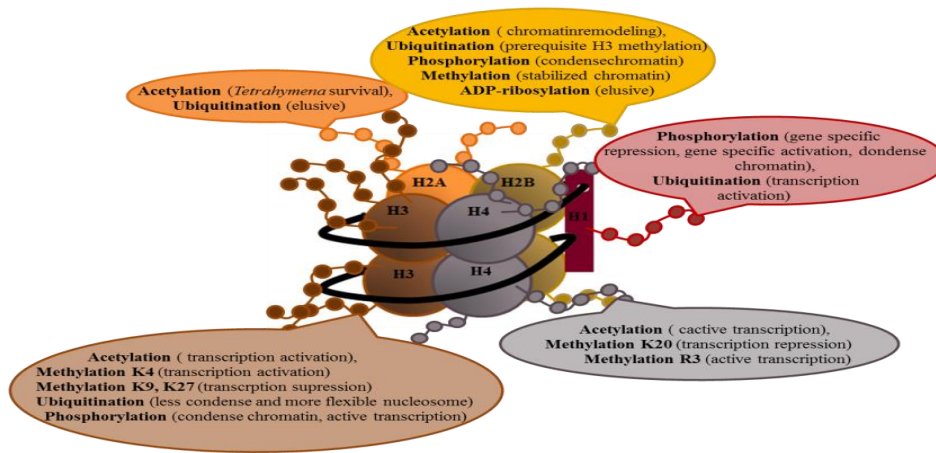 Acetylation ( chromatinremodeling),
Ubiquitination (prerequisite H3 methylation)
Phosphorylation (condensechromatin)
Methylation (stabilized chromatin)
ADP-ribosylation (elusive)
Acetylation (Tetrahymena survival),
Ubiquitination (elusive)
Phosphorylation (gene specific
repression, gene specific activation, dondense
chromatin),
Ubiquitination (transcription
activation)
H2A
H2B
H3
H4
H1
H3
H4
Acetylation ( cactive transcription),
Methylation K20 (transcription repression)
Methylation R3 (active transcription)
Acetylation ( transcription activation),
Methylation K4 (transcription activation)
Methylation K9, K27 (transcrption supression)
Ubiquitination (less condense and more flexible nucleosome)
Phosphorylation (condense chromatin, active transcription)